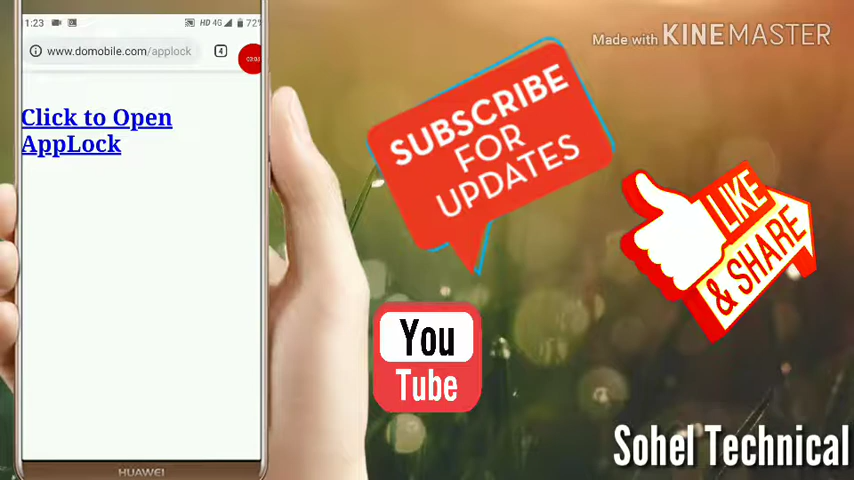 1:23
HD 4G 72%
www.domobile.com/applock
4
Click to Open
AppLock
HUAWEI
Made with KINEMASTER
SUBSCRIBE
FOR
UPDATES
LIKE
& SHARE
You
Tube
Sohel Technical